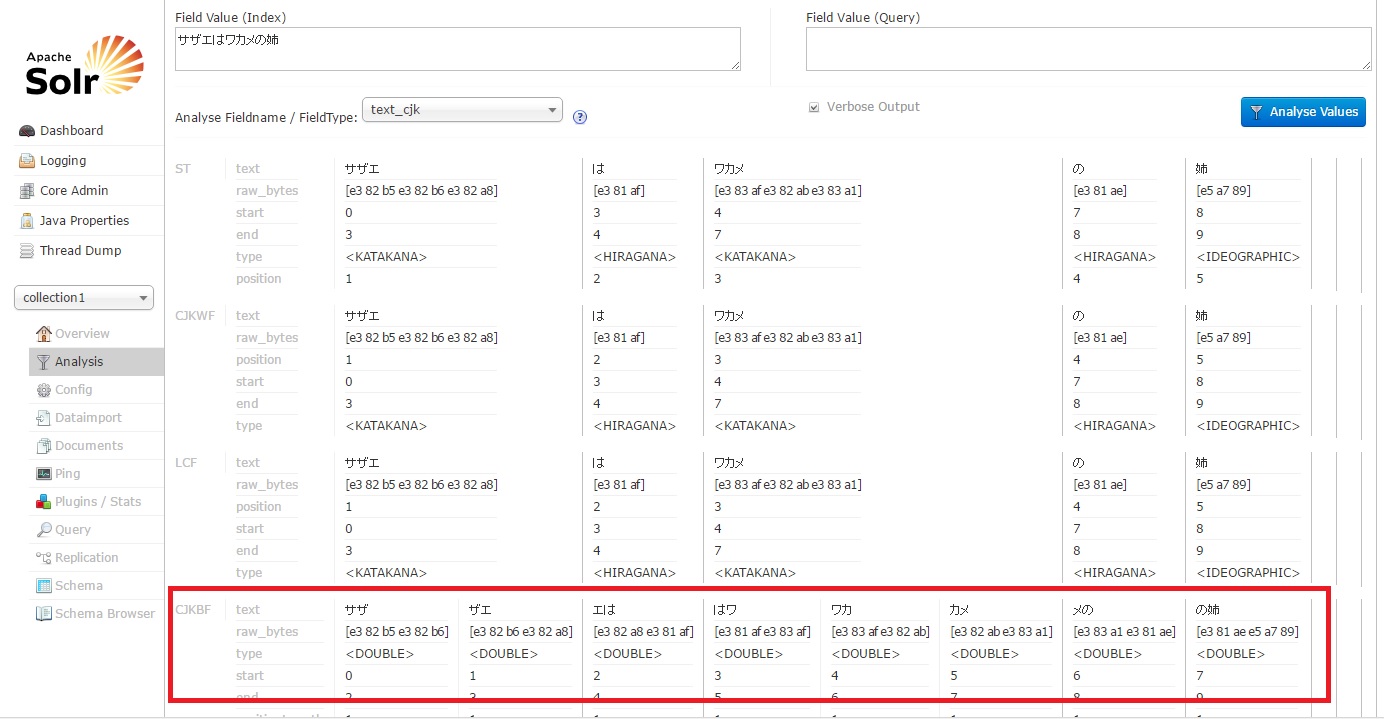 Apache
Solr
Dashboard
Logging
Core Admin
Java Properties
Thread Dump
collection1
Overview
Analysis
Config
Dataimport
Documents
Ping
Plugins / Stats
Query
Replication
Schema
Schema Browser
Field Value (Index) Field Value (Query)
サザエはワカメの姉
Analyse Fieldname / FieldType: text_cjk ? Verbose Output Analyse Values
ST text サザエ は ワカメ の 姉
raw_bytes [e3 82 b5 e3 82 b6 e3 82 a8] [e3 81 af] [e3 83 af e3 82 ab e3 83 a1] [e3 81 ae] [e5 a7 89]
start 0 3 4 7 8
end 3 4 7 8 9
type <KATAKANA> <HIRAGANA> <KATAKANA> <HIRAGANA> <IDEOGRAPHIC>
position 1 2 3 4 5
CJKWF text サザエ は ワカメ の 姉
raw_bytes [e3 82 b5 e3 82 b6 e3 82 a8] [e3 81 af] [e3 83 af e3 82 ab e3 83 a1] [e3 81 ae] [e5 a7 89]
position 1 2 3 4 5
start 0 3 4 7 8
end 3 4 7 8 9
type <KATAKANA> <HIRAGANA> <KATAKANA> <HIRAGANA> <IDEOGRAPHIC>
LCF text サザエ は ワカメ の 姉
raw_bytes [e3 82 b5 e3 82 b6 e3 82 a8] [e3 81 af] [e3 83 af e3 82 ab e3 83 a1] [e3 81 ae] [e5 a7 89]
position 1 2 3 4 5
start 0 3 4 7 8
end 3 4 7 8 9
type <KATAKANA> <HIRAGANA> <KATAKANA> <HIRAGANA> <IDEOGRAPHIC>
CJKBF text サザ ザエ エは はワ ワカ カメ メの の姉
raw_bytes [e3 82 b5 e3 82 b6] [e3 82 b6 e3 82 a8] [e3 82 a8 e3 81 af] [e3 81 af e3 83 af] [e3 83 af e3 82 ab] [e3 82 ab e3 83 a1] [e3 83 a1 e3 81 ae] [e3 81 ae e5 a7 89]
type <DOUBLE> <DOUBLE> <DOUBLE> <DOUBLE> <DOUBLE> <DOUBLE> <DOUBLE> <DOUBLE>
start 0 1 2 3 4 5 6 7
end 2 3 4 5 6 7 8 9